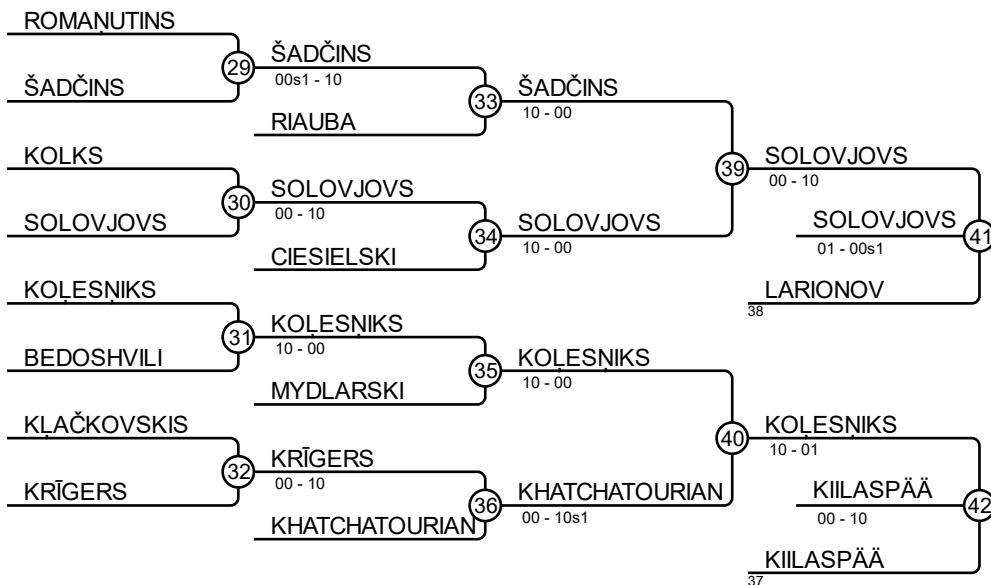 ROMAŅUTINS
29
ŠADČINS
00s1 - 10
ŠADČINS
33
ŠADČINS
10 - 00
RIAUBA
KOLKS
39
SOLOVJOVS
00 - 10
30
SOLOVJOVS
00 - 10
SOLOVJOVS
34
SOLOVJOVS
10 - 00
SOLOVJOVS
01 - 00s1
41
CIESIELSKI
KOĻESŅIKS
LARIONOV
38
31
KOĻESŅIKS
10 - 00
BEDOSHVILI
35
KOĻESŅIKS
10 - 00
MYDLARSKI
KĻAČKOVSKIS
40
KOĻESŅIKS
10 - 01
32
KRĪGERS
00 - 10
KRĪGERS
36
KHATCHATOURIAN
00 - 10s1
KIILASPÄÄ
00 - 10
42
KHATCHATOURIAN
KIILASPÄÄ
37